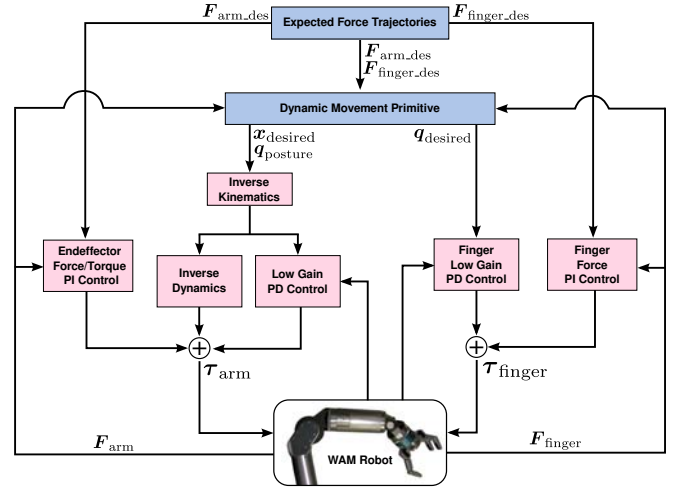 F_arm_des
Expected Force Trajectories
F_finger_des
F_arm_des
F_finger_des
Dynamic Movement Primitive
x_desired
q_posture
q_desired
Inverse
Kinematics
Endeffector
Force/Torque
PI Control
Inverse
Dynamics
Low Gain
PD Control
Finger
Low Gain
PD Control
Finger
Force
PI Control
+
+
τ_arm
τ_finger
F_arm
WAM Robot
F_finger